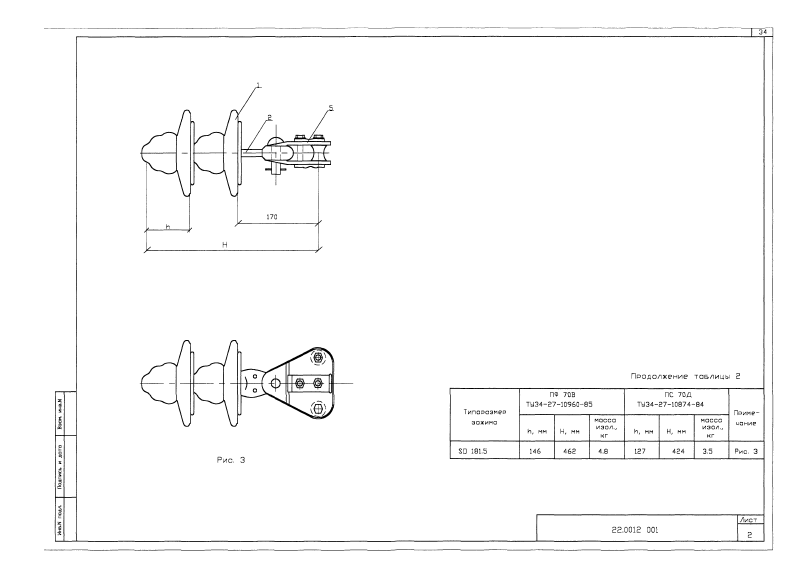 34
1
2
5
170
h
H
Рис. 3
Продолжение таблицы 2
Типоразмер зажима
ПФ 70В
ТУ34-27-10960-85
ПС 70Д
ТУ34-27-10874-84
Приме-
чание
h, мм
H, мм
масса
изол.,
кг
h, мм
H, мм
масса
изол.,
кг
SO 181.5
146
462
4.8
127
424
3.5
Рис. 3
Взам. инв.N
Подпись и дата
Инв.N подл.
22.0012 001
Лист
2